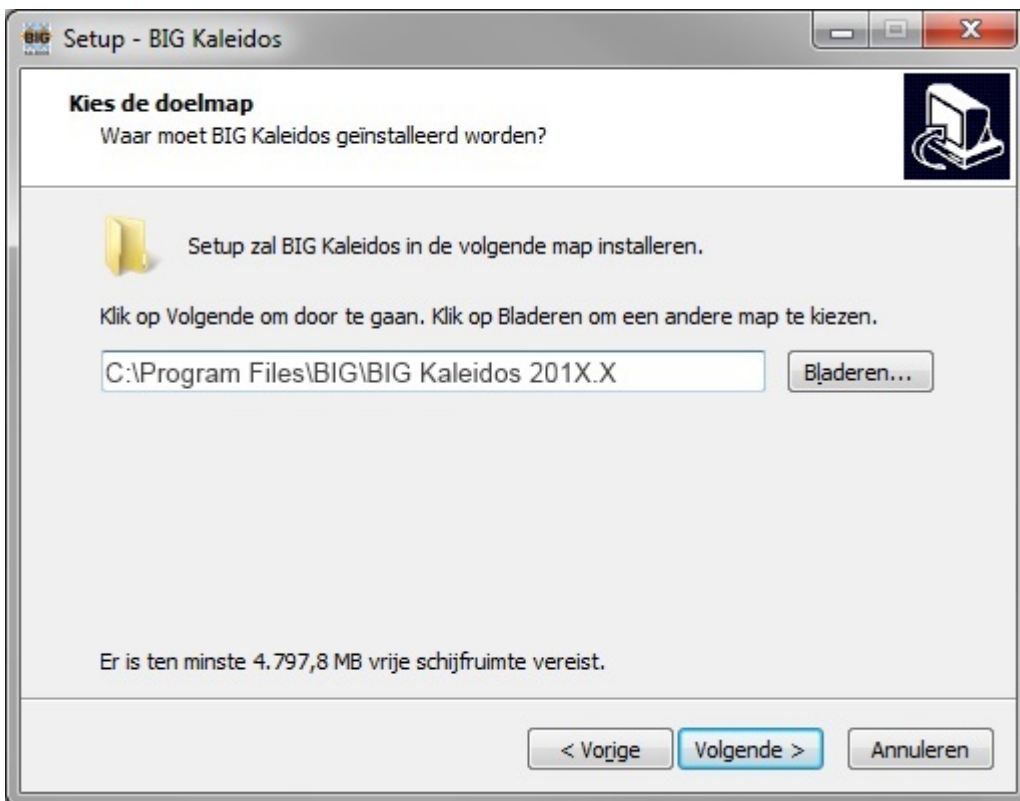 BIG
Setup - BIG Kaleidos
Kies de doelmap
Waar moet BIG Kaleidos geïnstalleerd worden?
Setup zal BIG Kaleidos in de volgende map installeren.
Klik op Volgende om door te gaan. Klik op Bladeren om een andere map te kiezen.
C:\Program Files\BIG\BIG Kaleidos 201X.X
Bladeren...
Er is ten minste 4.797,8 MB vrije schijfruimte vereist.
< Vorige
Volgende >
Annuleren